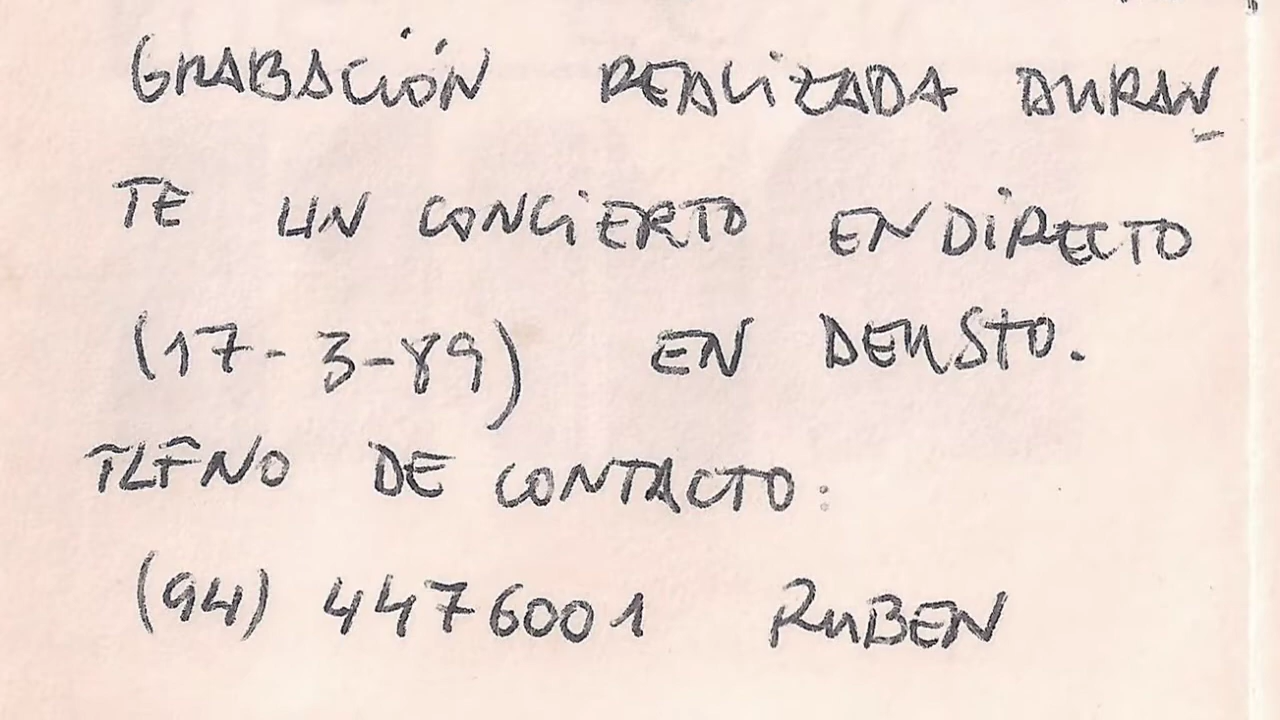 GRABACIÓN REALIZADA DURAN-
TE UN CONCIERTO EN DIRECTO
(17-3-89) EN DEUSTO.
TLFNO DE CONTACTO:
(94) 4476001 RUBEN